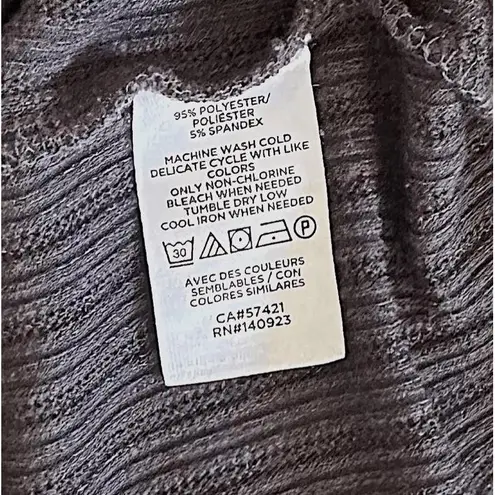 95% POLYESTER/
POLIÉSTER
5% SPANDEX
MACHINE WASH COLD
DELICATE CYCLE WITH LIKE
COLORS
ONLY NON-CHLORINE
BLEACH WHEN NEEDED
TUMBLE DRY LOW
COOL IRON WHEN NEEDED
30 P
AVEC DES COULEURS
SEMBLABLES / CON
COLORES SIMILARES
CA#57421
RN#140923